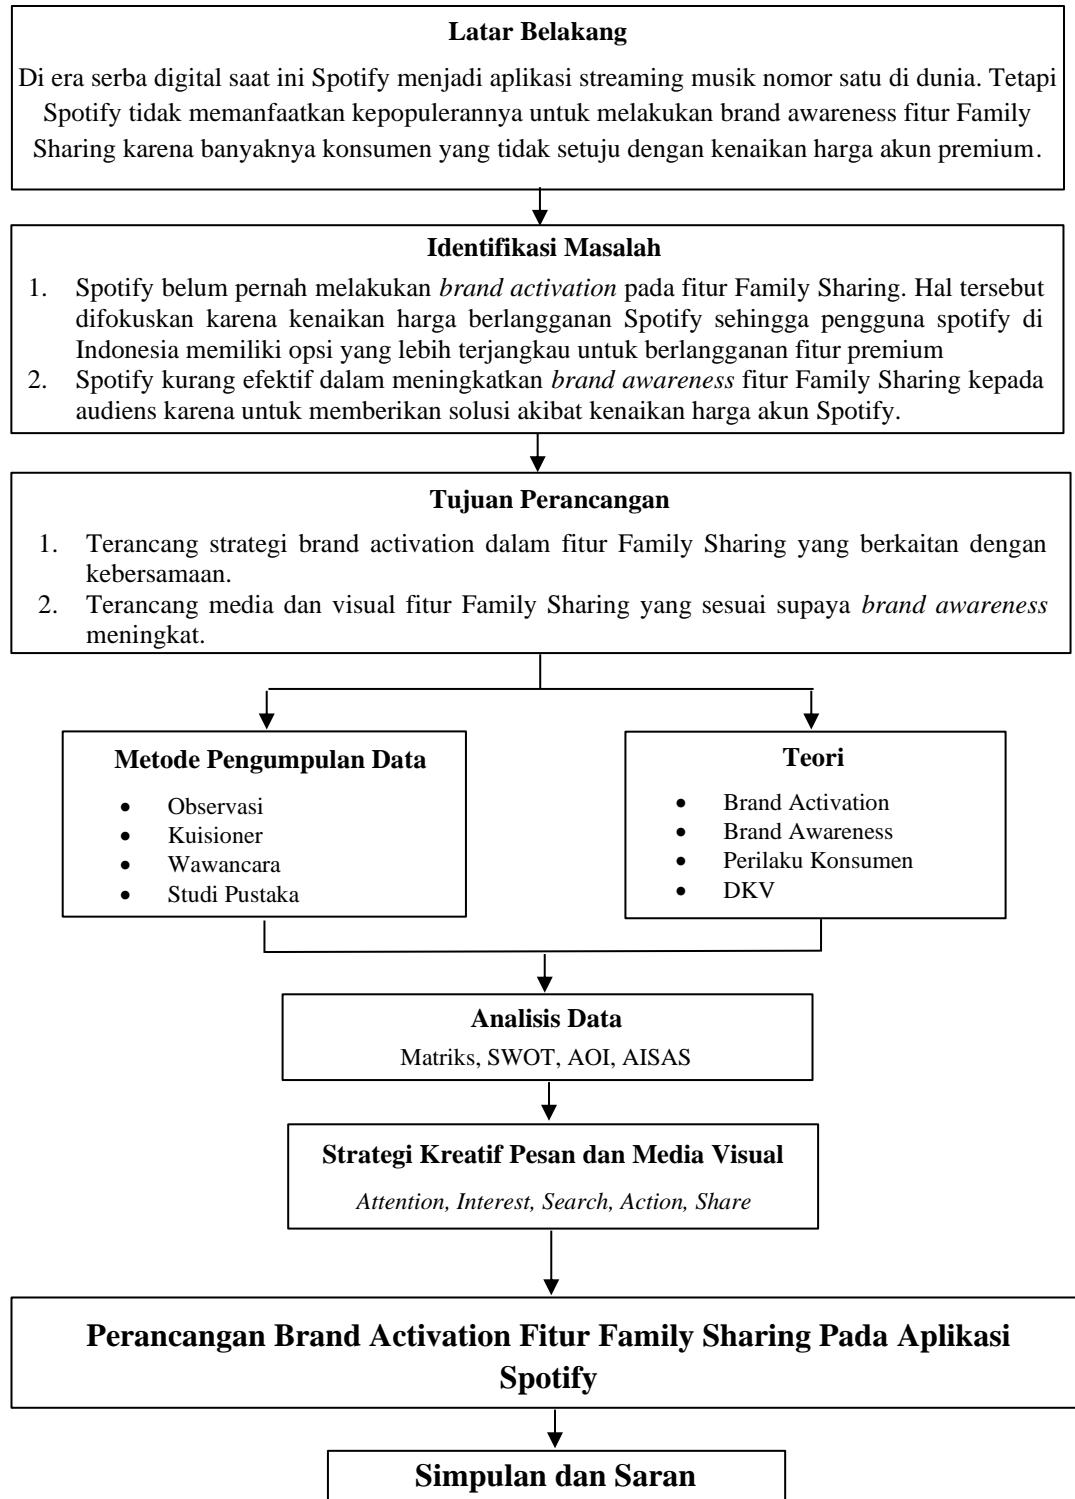 Latar Belakang
Di era serba digital saat ini Spotify menjadi aplikasi streaming musik nomor satu di dunia. Tetapi
Spotify tidak memanfaatkan kepopulerannya untuk melakukan brand awareness fitur Family
Sharing karena banyaknya konsumen yang tidak setuju dengan kenaikan harga akun premium.
Identifikasi Masalah
1. Spotify belum pernah melakukan brand activation pada fitur Family Sharing. Hal tersebut
difokuskan karena kenaikan harga berlangganan Spotify sehingga pengguna spotify di
Indonesia memiliki opsi yang lebih terjangkau untuk berlangganan fitur premium
2. Spotify kurang efektif dalam meningkatkan brand awareness fitur Family Sharing kepada
audiens karena untuk memberikan solusi akibat kenaikan harga akun Spotify.
Tujuan Perancangan
1. Terancang strategi brand activation dalam fitur Family Sharing yang berkaitan dengan
kebersamaan.
2. Terancang media dan visual fitur Family Sharing yang sesuai supaya brand awareness
meningkat.
Metode Pengumpulan Data
• Observasi
• Kuisioner
• Wawancara
• Studi Pustaka
Teori
• Brand Activation
• Brand Awareness
• Perilaku Konsumen
• DKV
Analisis Data
Matriks, SWOT, AOI, AISAS
Strategi Kreatif Pesan dan Media Visual
Attention, Interest, Search, Action, Share
Perancangan Brand Activation Fitur Family Sharing Pada Aplikasi
Spotify
Simpulan dan Saran